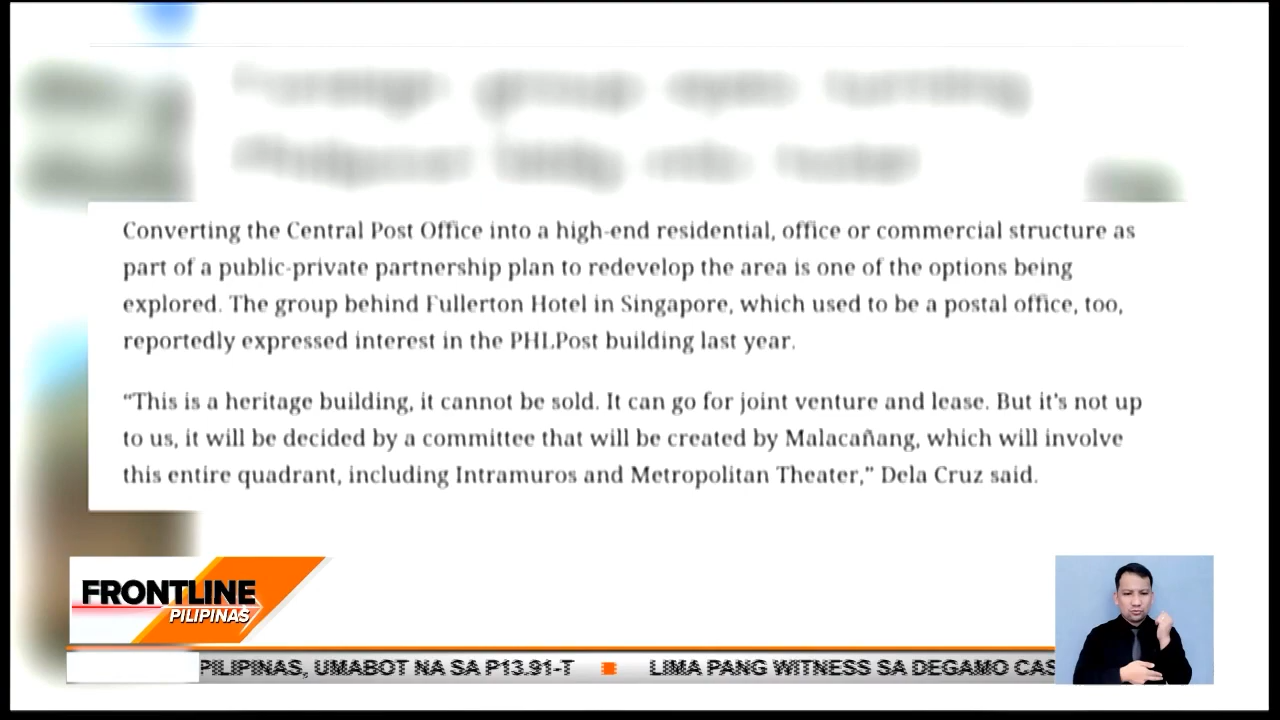 Converting the Central Post Office into a high-end residential, office or commercial structure as
part of a public-private partnership plan to redevelop the area is one of the options being
explored. The group behind Fullerton Hotel in Singapore, which used to be a postal office, too,
reportedly expressed interest in the PHLPost building last year.
“This is a heritage building, it cannot be sold. It can go for joint venture and lease. But it's not up
to us, it will be decided by a committee that will be created by Malacañang, which will involve
this entire quadrant, including Intramuros and Metropolitan Theater,” Dela Cruz said.
FRONTLINE
PILIPINAS
PILIPINAS, UMABOT NA SA P13.91-T LIMA PANG WITNESS SA DEGAMO CAS